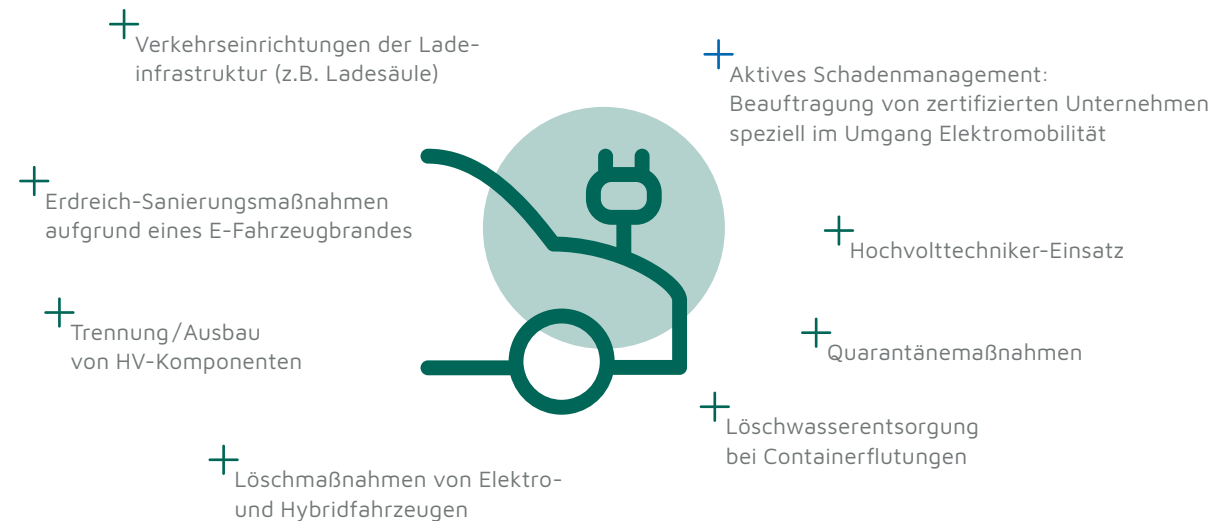 Verkehrseinrichtungen der Lade-
infrastruktur (z.B. Ladesäule)
Aktives Schadenmanagement:
Beauftragung von zertifizierten Unternehmen
speziell im Umgang Elektromobilität
Erdreich-Sanierungsmaßnahmen
aufgrund eines E-Fahrzeugbrandes
Hochvolttechniker-Einsatz
Trennung/Ausbau
von HV-Komponenten
Quarantänemaßnahmen
Löschwasserentsorgung
bei Containerflutungen
Löschmaßnahmen von Elektro-
und Hybridfahrzeugen